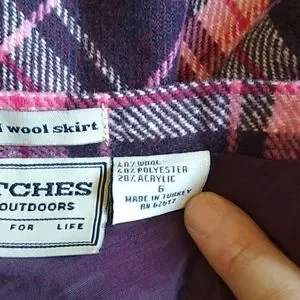 wool skirt
TCHES
OUTDOORS
FOR LIFE
40% WOOL
40% POLYESTER
20% ACRYLIC
6
MADE IN TURKEY
RN 62617